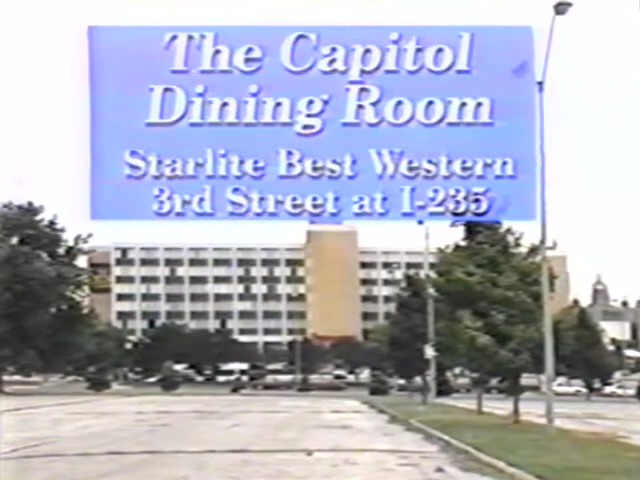 The Capitol
Dining Room
Starlite Best Western
3rd Street at I-235